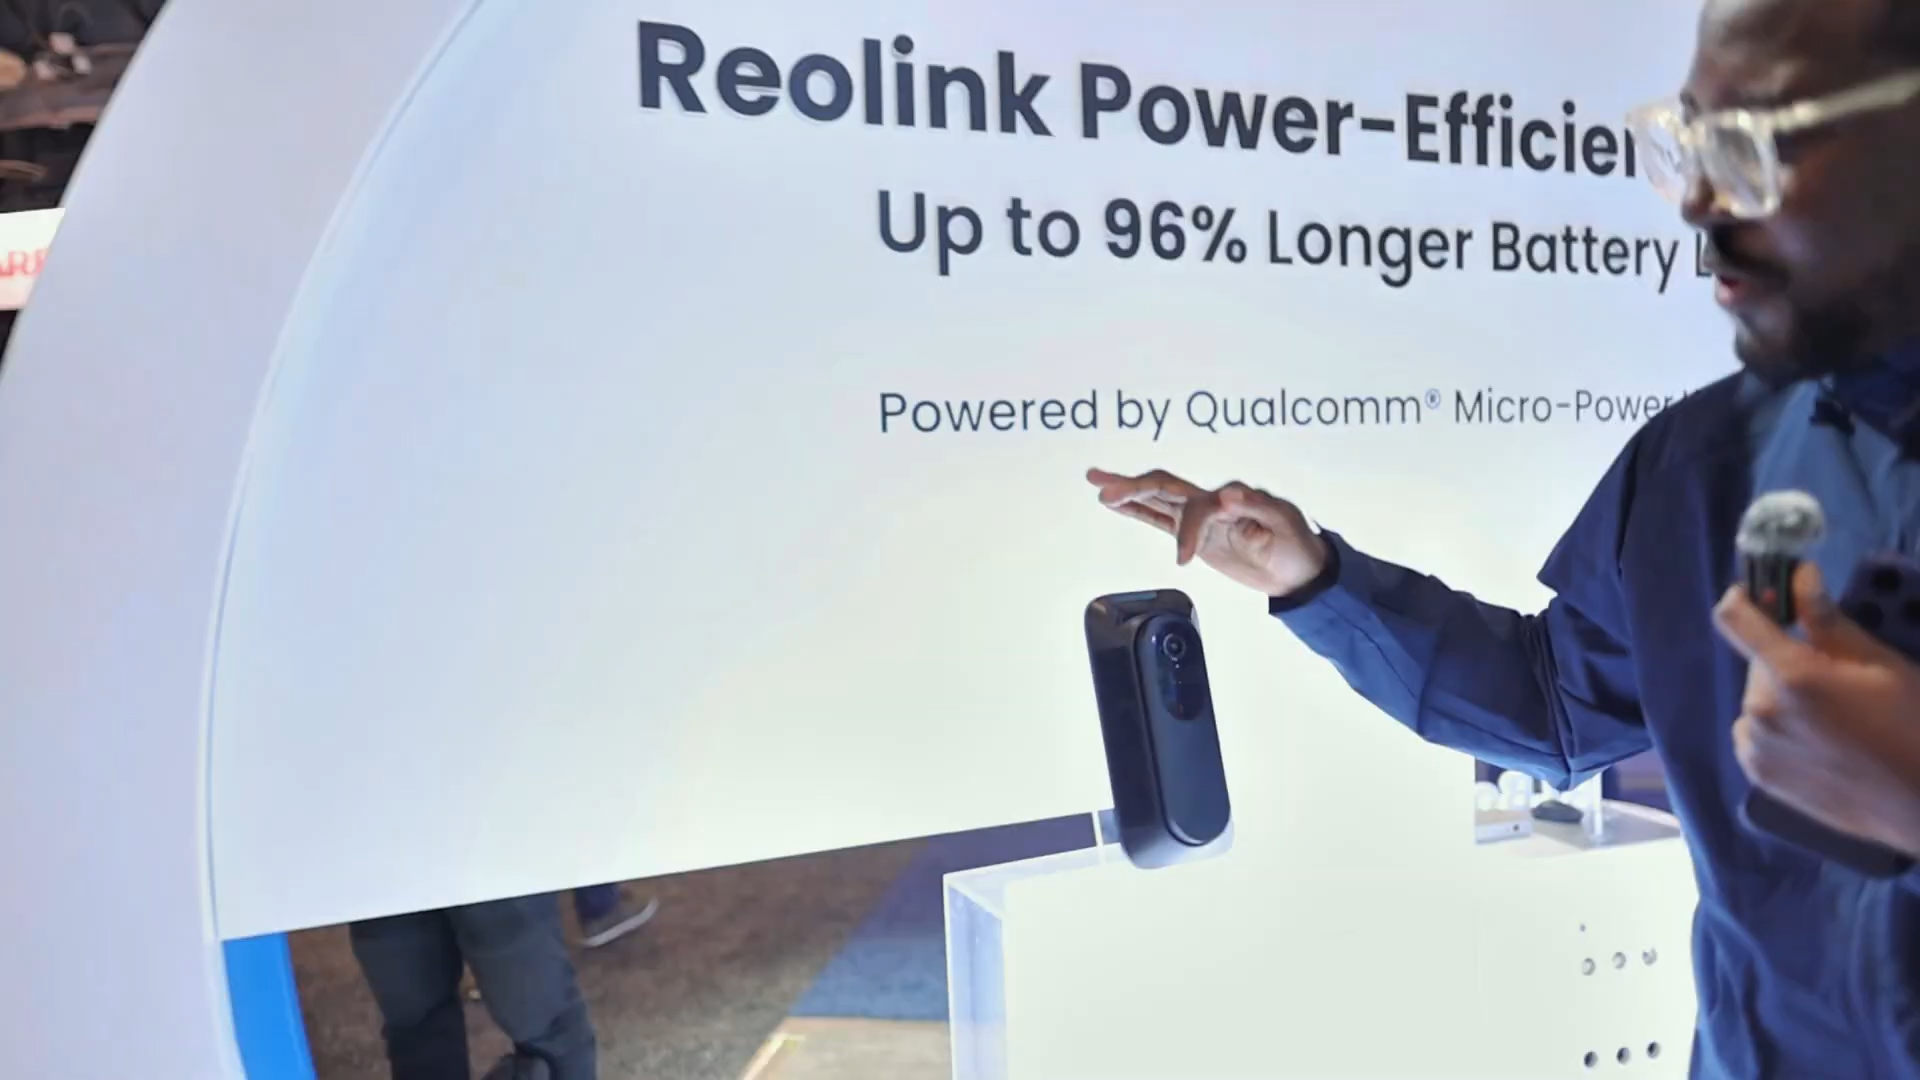 Reolink Power-Efficien
Up to 96% Longer Battery L
Powered by Qualcomm® Micro-Power